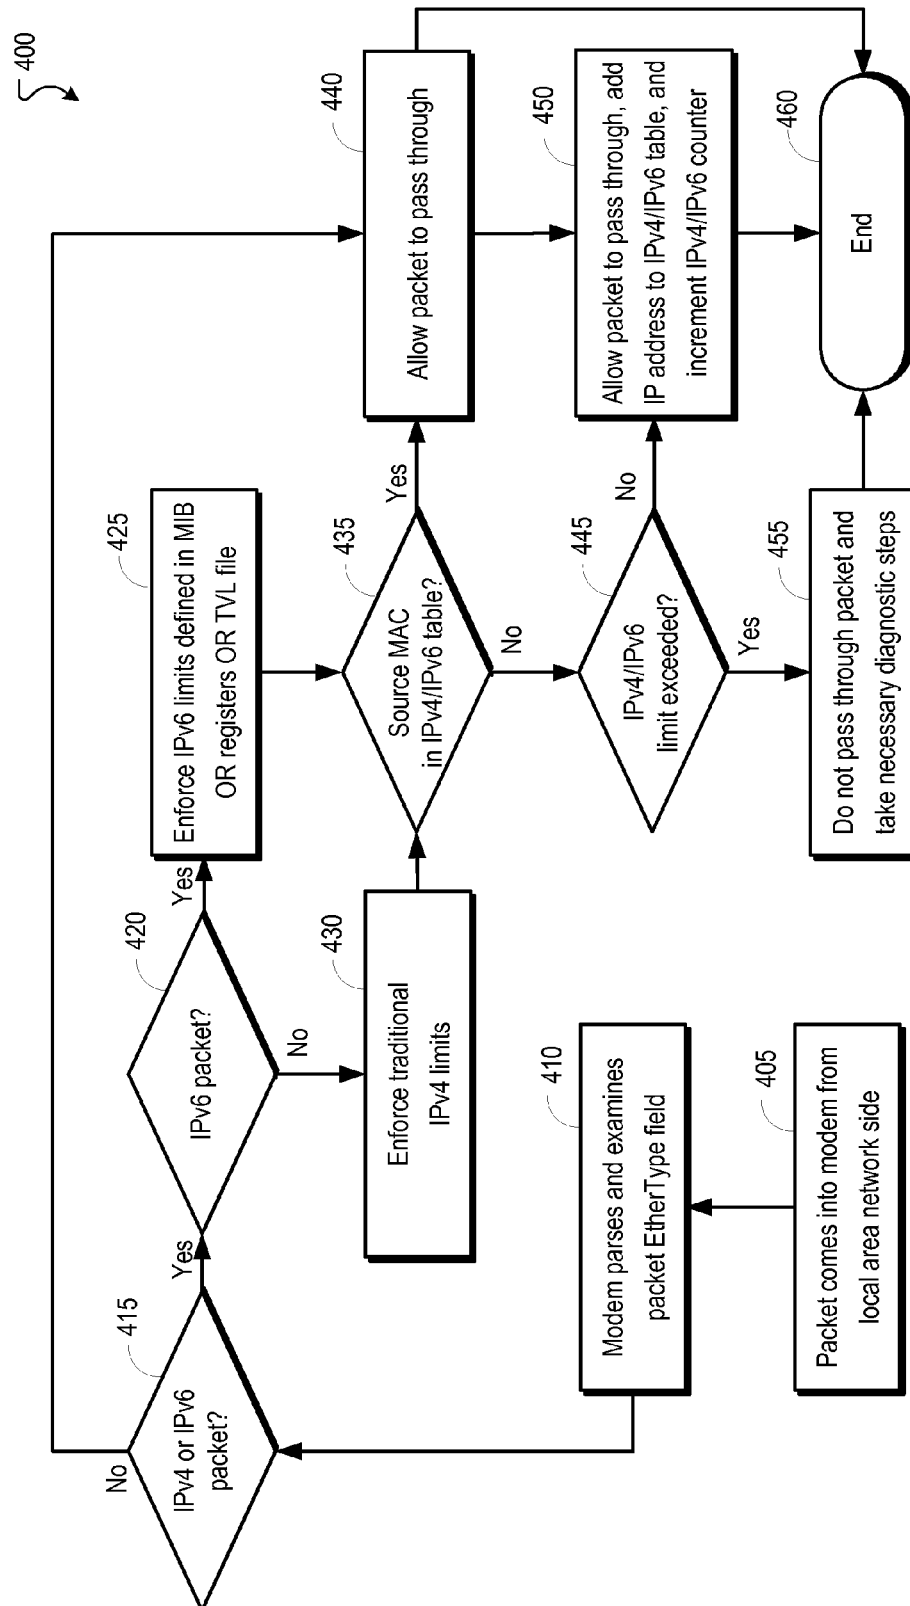 400
405
Packet comes into modem from
local area network side
410
Modem parses and examines
packet EtherType field
415
IPv4 or IPv6
packet?
No
Yes
420
IPv6 packet?
Yes
No
425
Enforce IPv6 limits defined in MIB
OR registers OR TVL file
430
Enforce traditional
IPv4 limits
435
Source MAC
in IPv4/IPv6 table?
Yes
No
440
Allow packet to pass through
445
IPv4/IPv6
limit exceeded?
No
Yes
450
Allow packet to pass through, add
IP address to IPv4/IPv6 table, and
increment IPv4/IPv6 counter
455
Do not pass through packet and
take necessary diagnostic steps
460
End